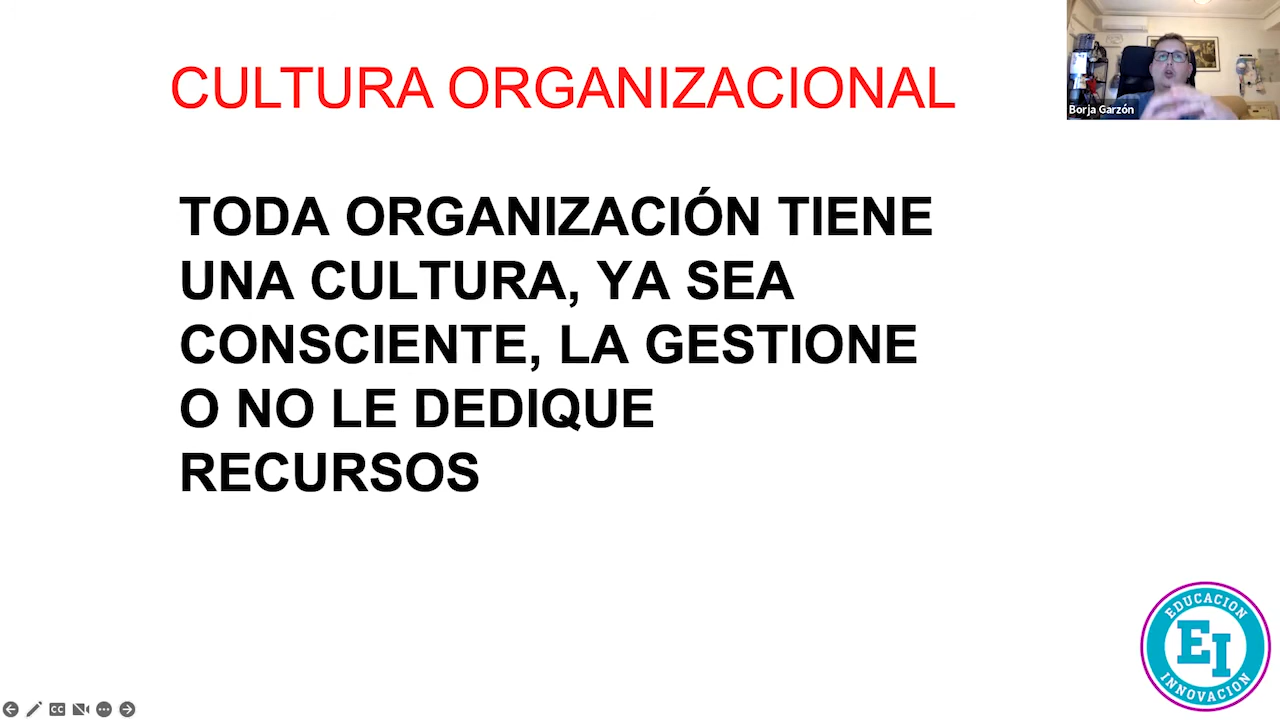 CULTURA ORGANIZACIONAL
Borja Garzón
TODA ORGANIZACIÓN TIENE
UNA CULTURA, YA SEA
CONSCIENTE, LA GESTIONE
O NO LE DEDIQUE
RECURSOS
EDUCACION
EI
INNOVACION
CC